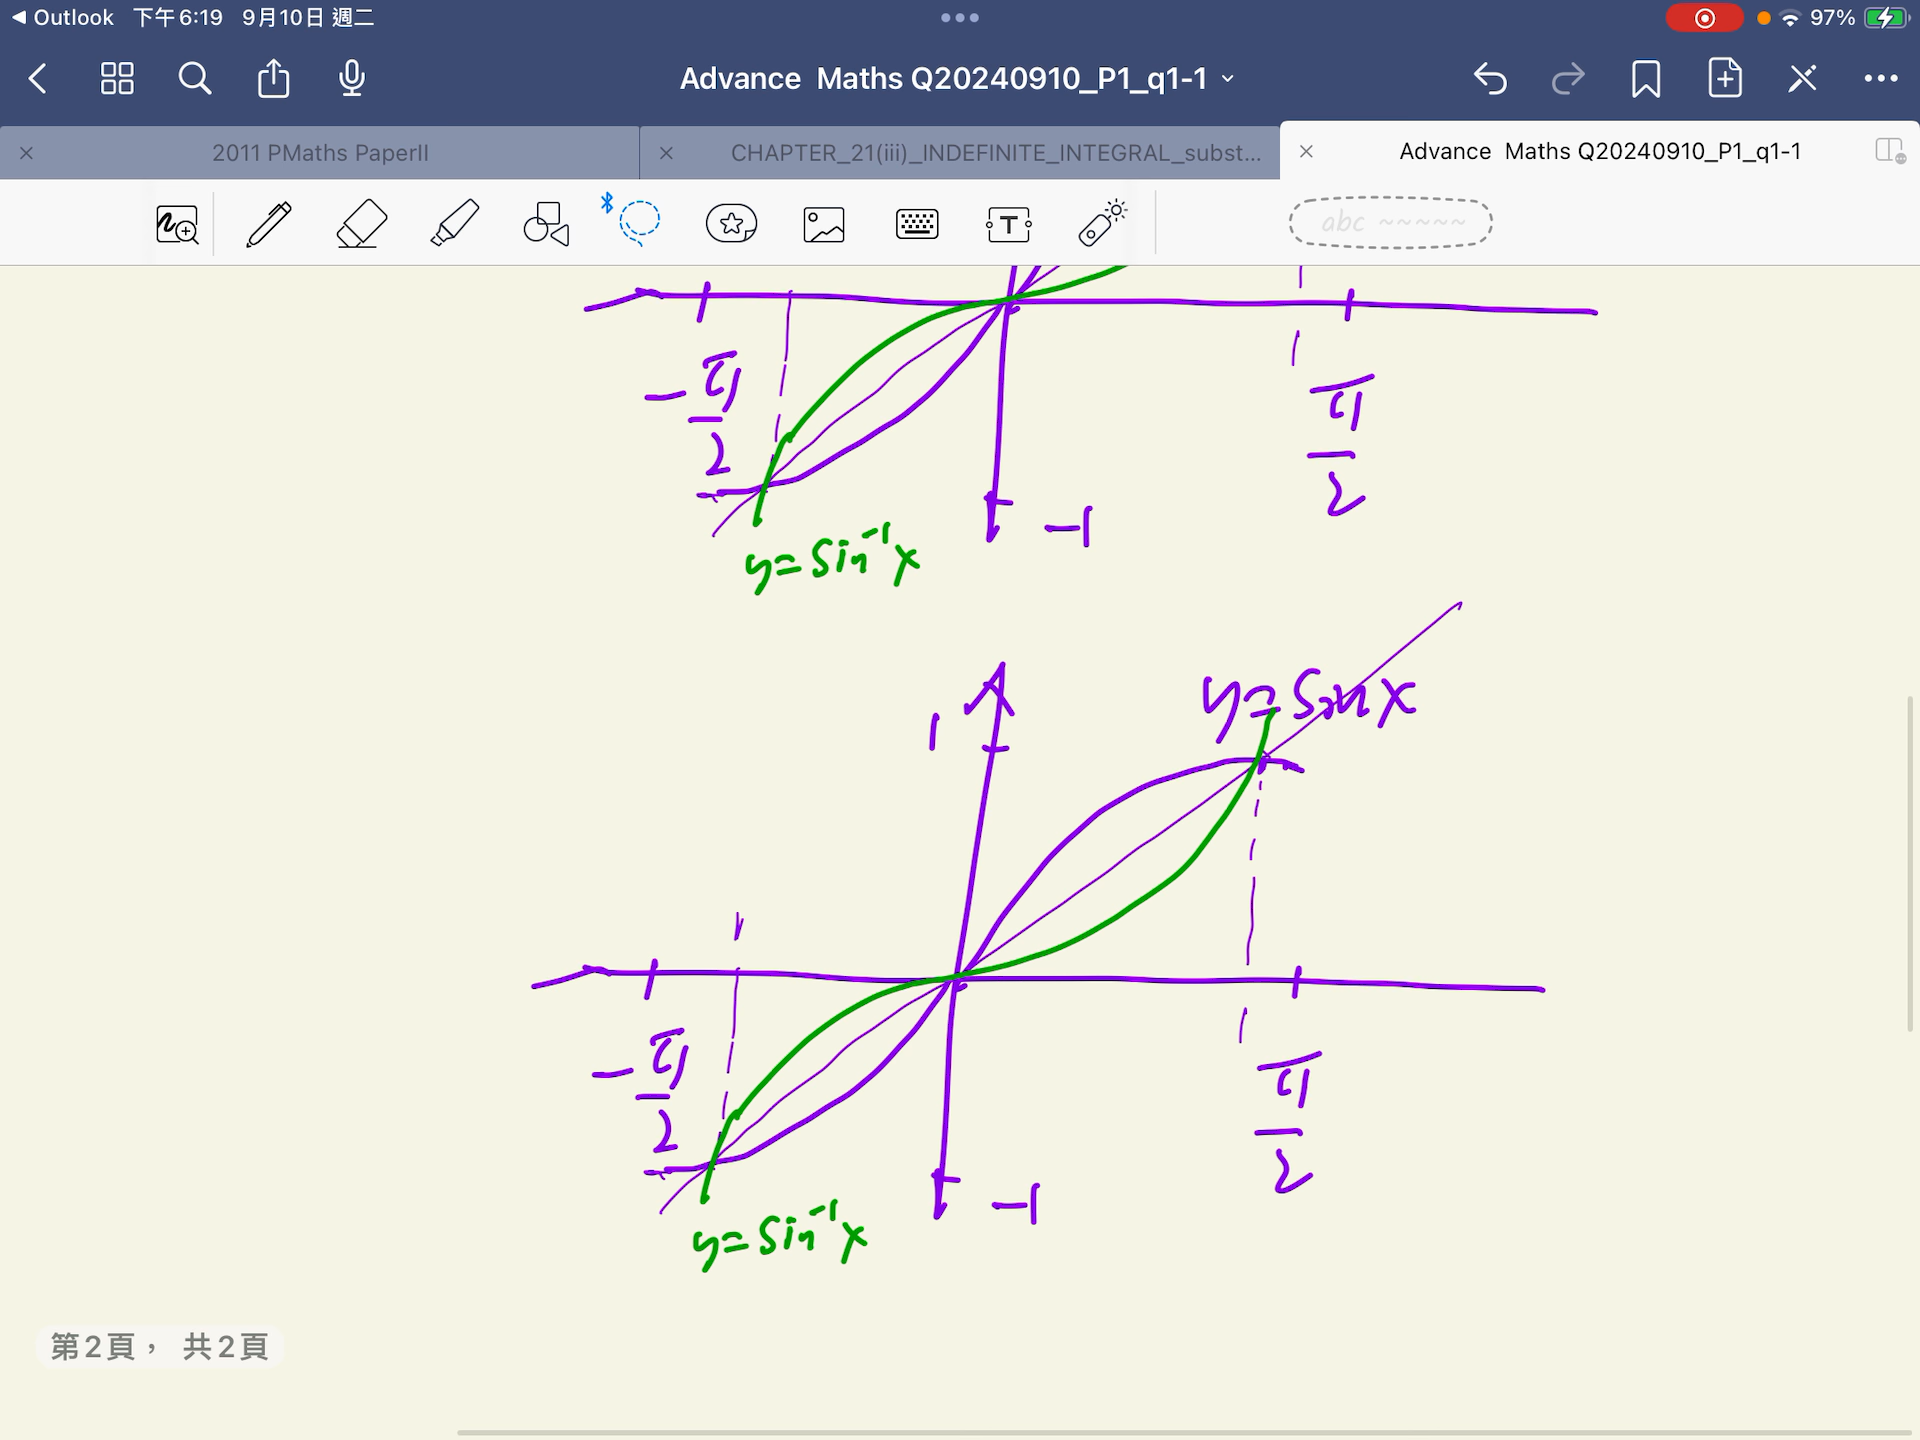 Outlook 下午6:19 9月10日 週二 97%
Advance Maths Q20240910_P1_q1-1
2011 PMaths PaperII
CHAPTER_21(iii)_INDEFINITE_INTEGRAL_subst...
Advance Maths Q20240910_P1_q1-1
T
abc
-π/2
π/2
-1
y=Sin⁻¹x
y=Sinx
1
-π/2
π/2
-1
y=Sin⁻¹x
第2頁， 共2頁